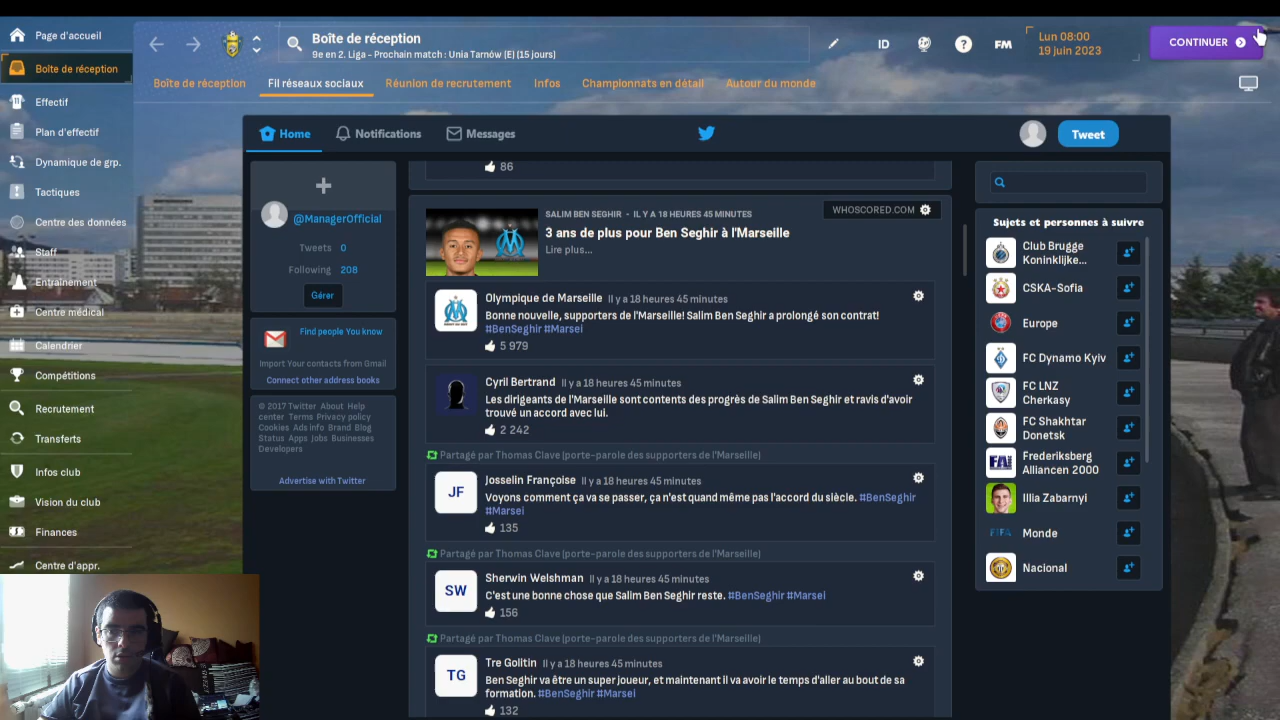 Page d'accueil
Boîte de réception
Effectif
Plan d'effectif
Dynamique de grp.
Tactiques
Centre des données
Staff
Entraînement
Centre médical
Calendrier
Compétitions
Recrutement
Transferts
Infos club
Vision du club
Finances
Centre d'appr.
Boîte de réception
9e en 2. Liga - Prochain match : Unia Tarnów (E) (15 jours)
ID
?
FM
Lun 08:00
19 juin 2023
CONTINUER
Boîte de réception
Fil réseaux sociaux
Réunion de recrutement
Infos
Championnats en détail
Autour du monde
Home
Notifications
Messages
Tweet
@ManagerOfficial
Tweets 0
Following 208
Gérer
Find people You know
Import Your contacts from Gmail
Connect other address books
© 2017 Twitter About Help
center Terms Privacy policy
Cookies Ads info Brand Blog
Status Apps Jobs Businesses
Developers
Advertise with Twitter
86
SALIM BEN SEGHIR - IL Y A 18 HEURES 45 MINUTES
WHOSCORED.COM
3 ans de plus pour Ben Seghir à l'Marseille
Lire plus...
Olympique de Marseille Il y a 18 heures 45 minutes
Bonne nouvelle, supporters de l'Marseille! Salim Ben Seghir a prolongé son contrat!
#BenSeghir #Marsei
5 979
Cyril Bertrand Il y a 18 heures 45 minutes
Les dirigeants de l'Marseille sont contents des progrès de Salim Ben Seghir et ravis d'avoir
trouvé un accord avec lui.
2 242
Partagé par Thomas Clave (porte-parole des supporters de l'Marseille)
JF
Josselin Françoise Il y a 18 heures 45 minutes
Voyons comment ça va se passer, ça n'est quand même pas l'accord du siècle. #BenSeghir
#Marsei
135
Partagé par Thomas Clave (porte-parole des supporters de l'Marseille)
SW
Sherwin Welshman Il y a 18 heures 45 minutes
C'est une bonne chose que Salim Ben Seghir reste. #BenSeghir #Marsei
156
Partagé par Thomas Clave (porte-parole des supporters de l'Marseille)
TG
Tre Golitin Il y a 18 heures 45 minutes
Ben Seghir va être un super joueur, et maintenant il va avoir le temps d'aller au bout de sa
formation. #BenSeghir #Marsei
132
Sujets et personnes à suivre
Club Brugge
Koninklijke...
CSKA-Sofia
Europe
FC Dynamo Kyiv
FC LNZ
Cherkasy
FC Shakhtar
Donetsk
Frederiksberg
Alliancen 2000
Illia Zabarnyi
FIFA
Monde
Nacional